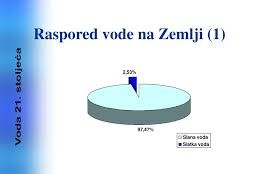 Raspored vode na Zemlji (1)
Voda 21. stoljeća
2,53%
97,47%
Slana voda
Slatka voda